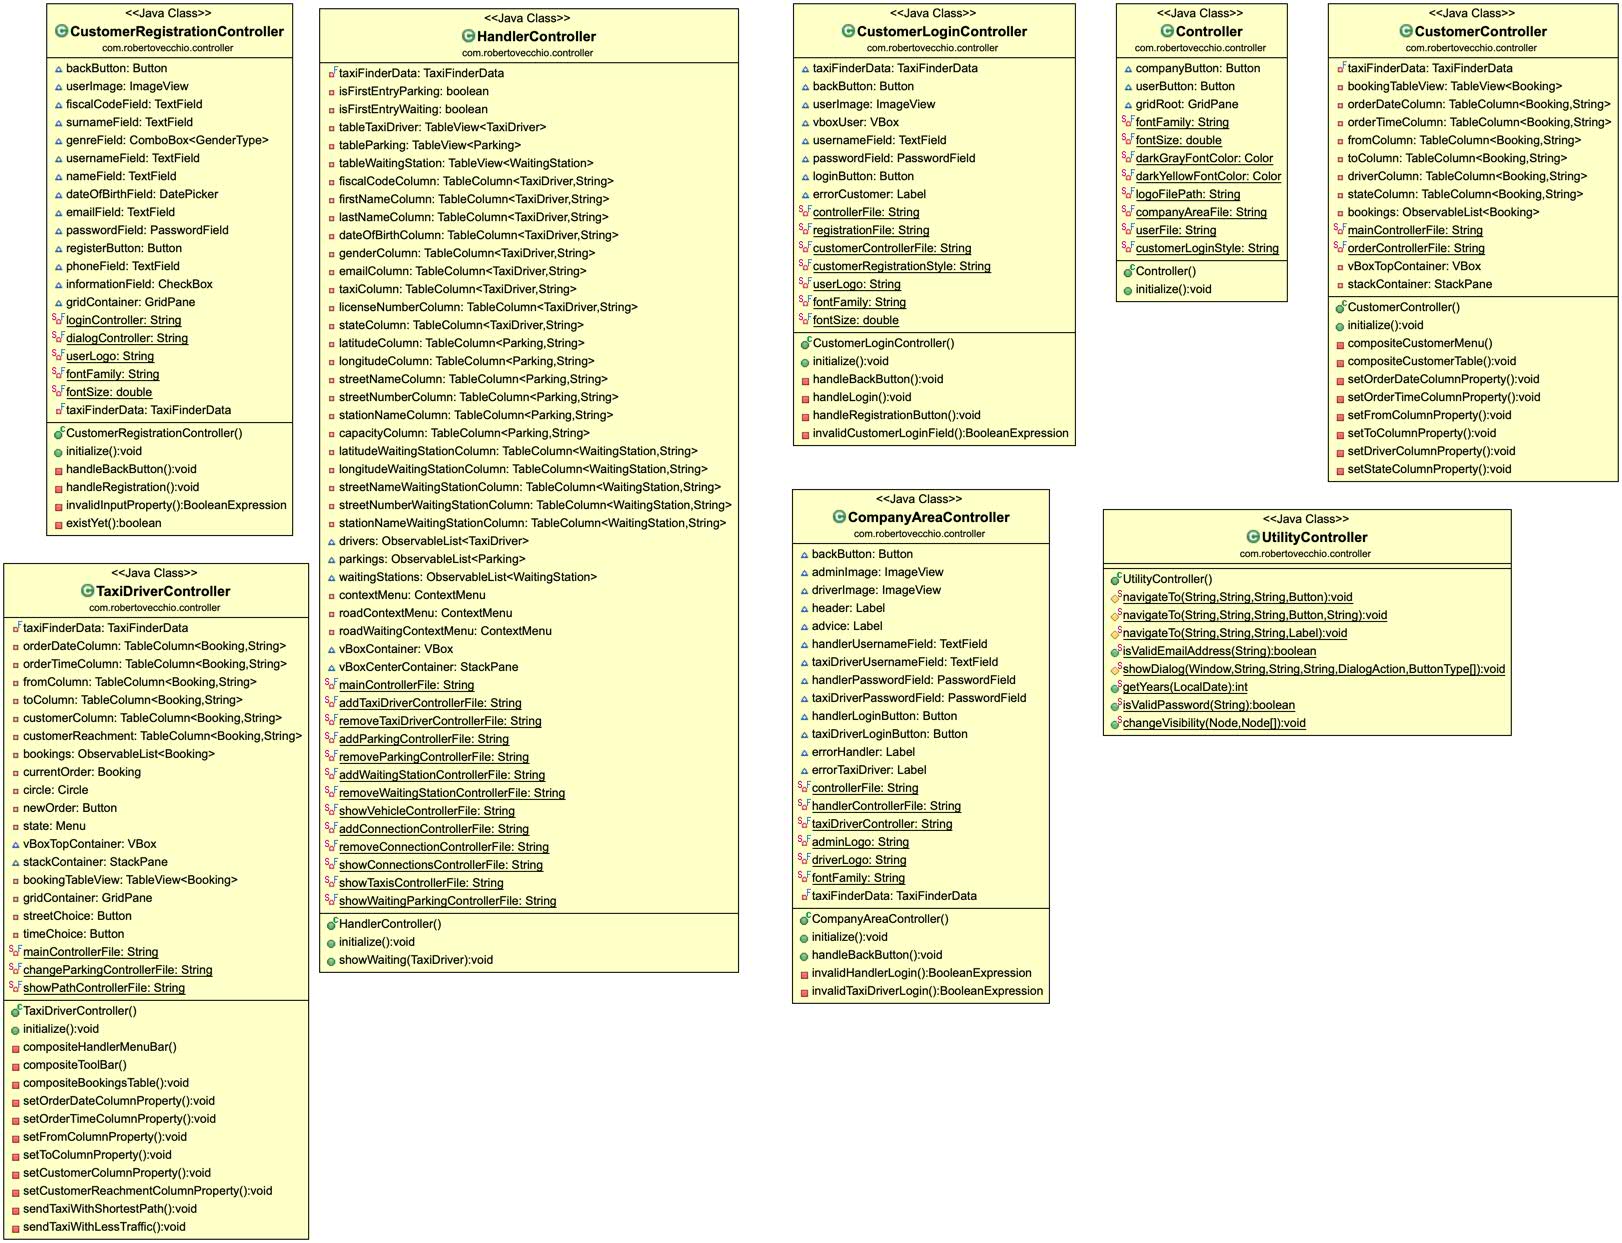 <<Java Class>>
CustomerRegistrationController
com.robertovecchio.controller
backButton: Button
userImage: ImageView
fiscalCodeField: TextField
surnameField: TextField
genreField: ComboBox<GenderType>
usernameField: TextField
nameField: TextField
dateOfBirthField: DatePicker
emailField: TextField
passwordField: PasswordField
registerButton: Button
phoneField: TextField
informationField: CheckBox
gridContainer: GridPane
loginController: String
dialogController: String
userLogo: String
fontFamily: String
fontSize: double
taxiFinderData: TaxiFinderData
CustomerRegistrationController()
initialize():void
handleBackButton():void
handleRegistration():void
invalidInputProperty():BooleanExpression
existYet():boolean
<<Java Class>>
TaxiDriverController
com.robertovecchio.controller
taxiFinderData: TaxiFinderData
orderDateColumn: TableColumn<Booking,String>
orderTimeColumn: TableColumn<Booking,String>
fromColumn: TableColumn<Booking,String>
toColumn: TableColumn<Booking,String>
customerColumn: TableColumn<Booking,String>
customerReachment: TableColumn<Booking,String>
bookings: ObservableList<Booking>
currentOrder: Booking
circle: Circle
newOrder: Button
state: Menu
vBoxTopContainer: VBox
stackContainer: StackPane
bookingTableView: TableView<Booking>
gridContainer: GridPane
streetChoice: Button
timeChoice: Button
mainControllerFile: String
changeParkingControllerFile: String
showPathControllerFile: String
TaxiDriverController()
initialize():void
compositeHandlerMenuBar()
compositeToolBar()
compositeBookingsTable():void
setOrderDateColumnProperty():void
setOrderTimeColumnProperty():void
setFromColumnProperty():void
setToColumnProperty():void
setCustomerColumnProperty():void
setCustomerReachmentColumnProperty():void
sendTaxiWithShortestPath():void
sendTaxiWithLessTraffic():void
<<Java Class>>
HandlerController
com.robertovecchio.controller
taxiFinderData: TaxiFinderData
isFirstEntryParking: boolean
isFirstEntryWaiting: boolean
tableTaxiDriver: TableView<TaxiDriver>
tableParking: TableView<Parking>
tableWaitingStation: TableView<WaitingStation>
fiscalCodeColumn: TableColumn<TaxiDriver,String>
firstNameColumn: TableColumn<TaxiDriver,String>
lastNameColumn: TableColumn<TaxiDriver,String>
dateOfBirthColumn: TableColumn<TaxiDriver,String>
genderColumn: TableColumn<TaxiDriver,String>
emailColumn: TableColumn<TaxiDriver,String>
taxiColumn: TableColumn<TaxiDriver,String>
licenseNumberColumn: TableColumn<TaxiDriver,String>
stateColumn: TableColumn<TaxiDriver,String>
latitudeColumn: TableColumn<Parking,String>
longitudeColumn: TableColumn<Parking,String>
streetNameColumn: TableColumn<Parking,String>
streetNumberColumn: TableColumn<Parking,String>
stationNameColumn: TableColumn<Parking,String>
capacityColumn: TableColumn<Parking,String>
latitudeWaitingStationColumn: TableColumn<WaitingStation,String>
longitudeWaitingStationColumn: TableColumn<WaitingStation,String>
streetNameWaitingStationColumn: TableColumn<WaitingStation,String>
streetNumberWaitingStationColumn: TableColumn<WaitingStation,String>
stationNameWaitingStationColumn: TableColumn<WaitingStation,String>
drivers: ObservableList<TaxiDriver>
parkings: ObservableList<Parking>
waitingStations: ObservableList<WaitingStation>
contextMenu: ContextMenu
roadContextMenu: ContextMenu
roadWaitingContextMenu: ContextMenu
vBoxContainer: VBox
vBoxCenterContainer: StackPane
mainControllerFile: String
addTaxiDriverControllerFile: String
removeTaxiDriverControllerFile: String
addParkingControllerFile: String
removeParkingControllerFile: String
addWaitingStationControllerFile: String
removeWaitingStationControllerFile: String
showVehicleControllerFile: String
addConnectionControllerFile: String
removeConnectionControllerFile: String
showConnectionsControllerFile: String
showTaxisControllerFile: String
showWaitingParkingControllerFile: String
HandlerController()
initialize():void
showWaiting(TaxiDriver):void
<<Java Class>>
CustomerLoginController
com.robertovecchio.controller
taxiFinderData: TaxiFinderData
backButton: Button
userImage: ImageView
vboxUser: VBox
usernameField: TextField
passwordField: PasswordField
loginButton: Button
errorCustomer: Label
controllerFile: String
registrationFile: String
customerControllerFile: String
customerRegistrationStyle: String
userLogo: String
fontFamily: String
fontSize: double
CustomerLoginController()
initialize():void
handleBackButton():void
handleLogin():void
handleRegistrationButton():void
invalidCustomerLoginField():BooleanExpression
<<Java Class>>
CompanyAreaController
com.robertovecchio.controller
backButton: Button
adminImage: ImageView
driverImage: ImageView
header: Label
advice: Label
handlerUsernameField: TextField
taxiDriverUsernameField: TextField
handlerPasswordField: PasswordField
taxiDriverPasswordField: PasswordField
handlerLoginButton: Button
taxiDriverLoginButton: Button
errorHandler: Label
errorTaxiDriver: Label
controllerFile: String
handlerControllerFile: String
taxiDriverController: String
adminLogo: String
driverLogo: String
fontFamily: String
taxiFinderData: TaxiFinderData
CompanyAreaController()
initialize():void
handleBackButton():void
invalidHandlerLogin():BooleanExpression
invalidTaxiDriverLogin():BooleanExpression
<<Java Class>>
Controller
com.robertovecchio.controller
companyButton: Button
userButton: Button
gridRoot: GridPane
fontFamily: String
fontSize: double
darkGrayFontColor: Color
darkYellowFontColor: Color
logoFilePath: String
companyAreaFile: String
userFile: String
customerLoginStyle: String
Controller()
initialize():void
<<Java Class>>
CustomerController
com.robertovecchio.controller
taxiFinderData: TaxiFinderData
bookingTableView: TableView<Booking>
orderDateColumn: TableColumn<Booking,String>
orderTimeColumn: TableColumn<Booking,String>
fromColumn: TableColumn<Booking,String>
toColumn: TableColumn<Booking,String>
driverColumn: TableColumn<Booking,String>
stateColumn: TableColumn<Booking,String>
bookings: ObservableList<Booking>
mainControllerFile: String
orderControllerFile: String
vBoxTopContainer: VBox
stackContainer: StackPane
CustomerController()
initialize():void
compositeCustomerMenu()
compositeCustomerTable():void
setOrderDateColumnProperty():void
setOrderTimeColumnProperty():void
setFromColumnProperty():void
setToColumnProperty():void
setDriverColumnProperty():void
setStateColumnProperty():void
<<Java Class>>
UtilityController
com.robertovecchio.controller
UtilityController()
navigateTo(String,String,String,Button):void
navigateTo(String,String,String,Button,String):void
navigateTo(String,String,String,Label):void
isValidEmailAddress(String):boolean
showDialog(Window,String,String,String,DialogAction,ButtonType[]):void
getYears(LocalDate):int
isValidPassword(String):boolean
changeVisibility(Node,Node[]):void